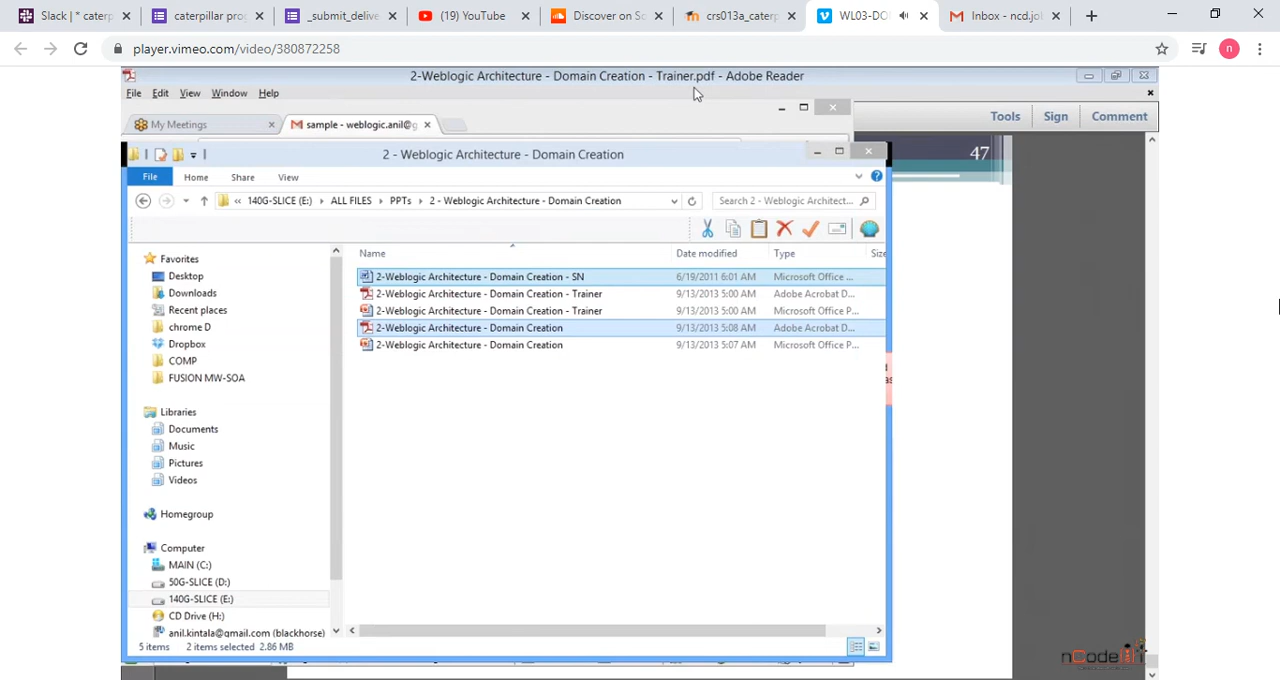 Slack | * caterp
caterpillar prog
_submit_delive
(19) YouTube
Discover on So
crs013a_caterp
WL03-DO
Inbox - ncd.jol
player.vimeo.com/video/380872258
n
2-Weblogic Architecture - Domain Creation - Trainer.pdf - Adobe Reader
File Edit View Window Help
My Meetings
sample - weblogic.anil@g
Tools Sign Comment
47
2 - Weblogic Architecture - Domain Creation
File Home Share View
140G-SLICE (E:) ALL FILES PPTs 2 - Weblogic Architecture - Domain Creation
Search 2 - Weblogic Architect...
Name Date modified Type Size
2-Weblogic Architecture - Domain Creation - SN 6/19/2011 6:01 AM Microsoft Office ...
2-Weblogic Architecture - Domain Creation - Trainer 9/13/2013 5:00 AM Adobe Acrobat D...
2-Weblogic Architecture - Domain Creation - Trainer 9/13/2013 5:00 AM Microsoft Office P...
2-Weblogic Architecture - Domain Creation 9/13/2013 5:08 AM Adobe Acrobat D...
2-Weblogic Architecture - Domain Creation 9/13/2013 5:07 AM Microsoft Office P...
Favorites
Desktop
Downloads
Recent places
chrome D
Dropbox
COMP
FUSION MW-SOA
Libraries
Documents
Music
Pictures
Videos
Homegroup
Computer
MAIN (C:)
50G-SLICE (D:)
140G-SLICE (E:)
CD Drive (H:)
anil.kintala@gmail.com (blackhorse)
5 items 2 items selected 2.86 MB